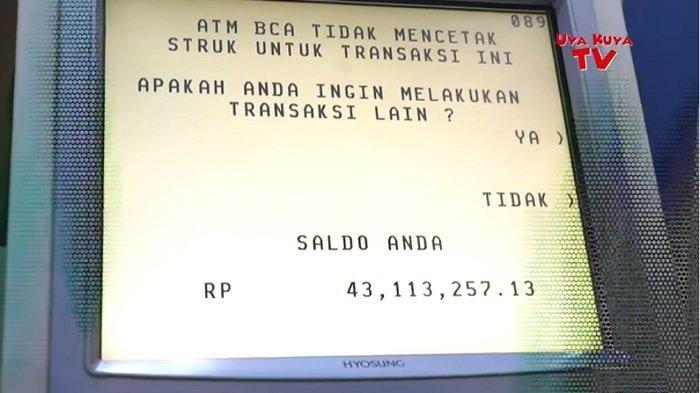 089
UYA KUYA
TV
ATM BCA TIDAK MENCETAK
STRUK UNTUK TRANSAKSI INI
APAKAH ANDA INGIN MELAKUKAN
TRANSAKSI LAIN ?
YA )
TIDAK )
SALDO ANDA
RP 43,113,257.13
HYOSUNG